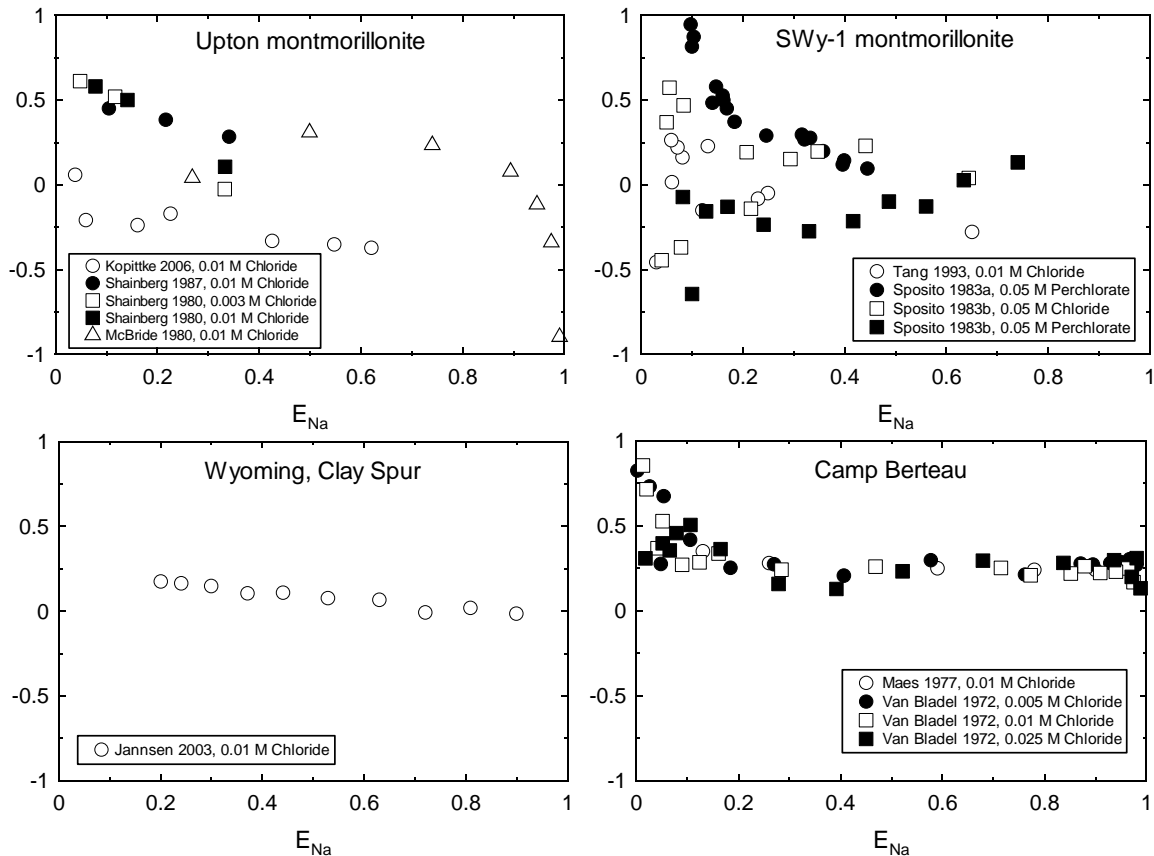 Upton montmorillonite
1
0.5
0
-0.5
-1
Kopittke 2006, 0.01 M Chloride
Shainberg 1987, 0.01 M Chloride
Shainberg 1980, 0.003 M Chloride
Shainberg 1980, 0.01 M Chloride
McBride 1980, 0.01 M Chloride
0 0.2 0.4 0.6 0.8 1
E_Na
SWy-1 montmorillonite
1
0.5
0
-0.5
-1
Tang 1993, 0.01 M Chloride
Sposito 1983a, 0.05 M Perchlorate
Sposito 1983b, 0.05 M Chloride
Sposito 1983b, 0.05 M Perchlorate
0 0.2 0.4 0.6 0.8 1
E_Na
Wyoming, Clay Spur
1
0.5
0
-0.5
-1
Jannsen 2003, 0.01 M Chloride
0 0.2 0.4 0.6 0.8 1
E_Na
Camp Berteau
1
0.5
0
0.5
-1
Maes 1977, 0.01 M Chloride
Van Bladel 1972, 0.005 M Chloride
Van Bladel 1972, 0.01 M Chloride
Van Bladel 1972, 0.025 M Chloride
0 0.2 0.4 0.6 0.8 1
E_Na